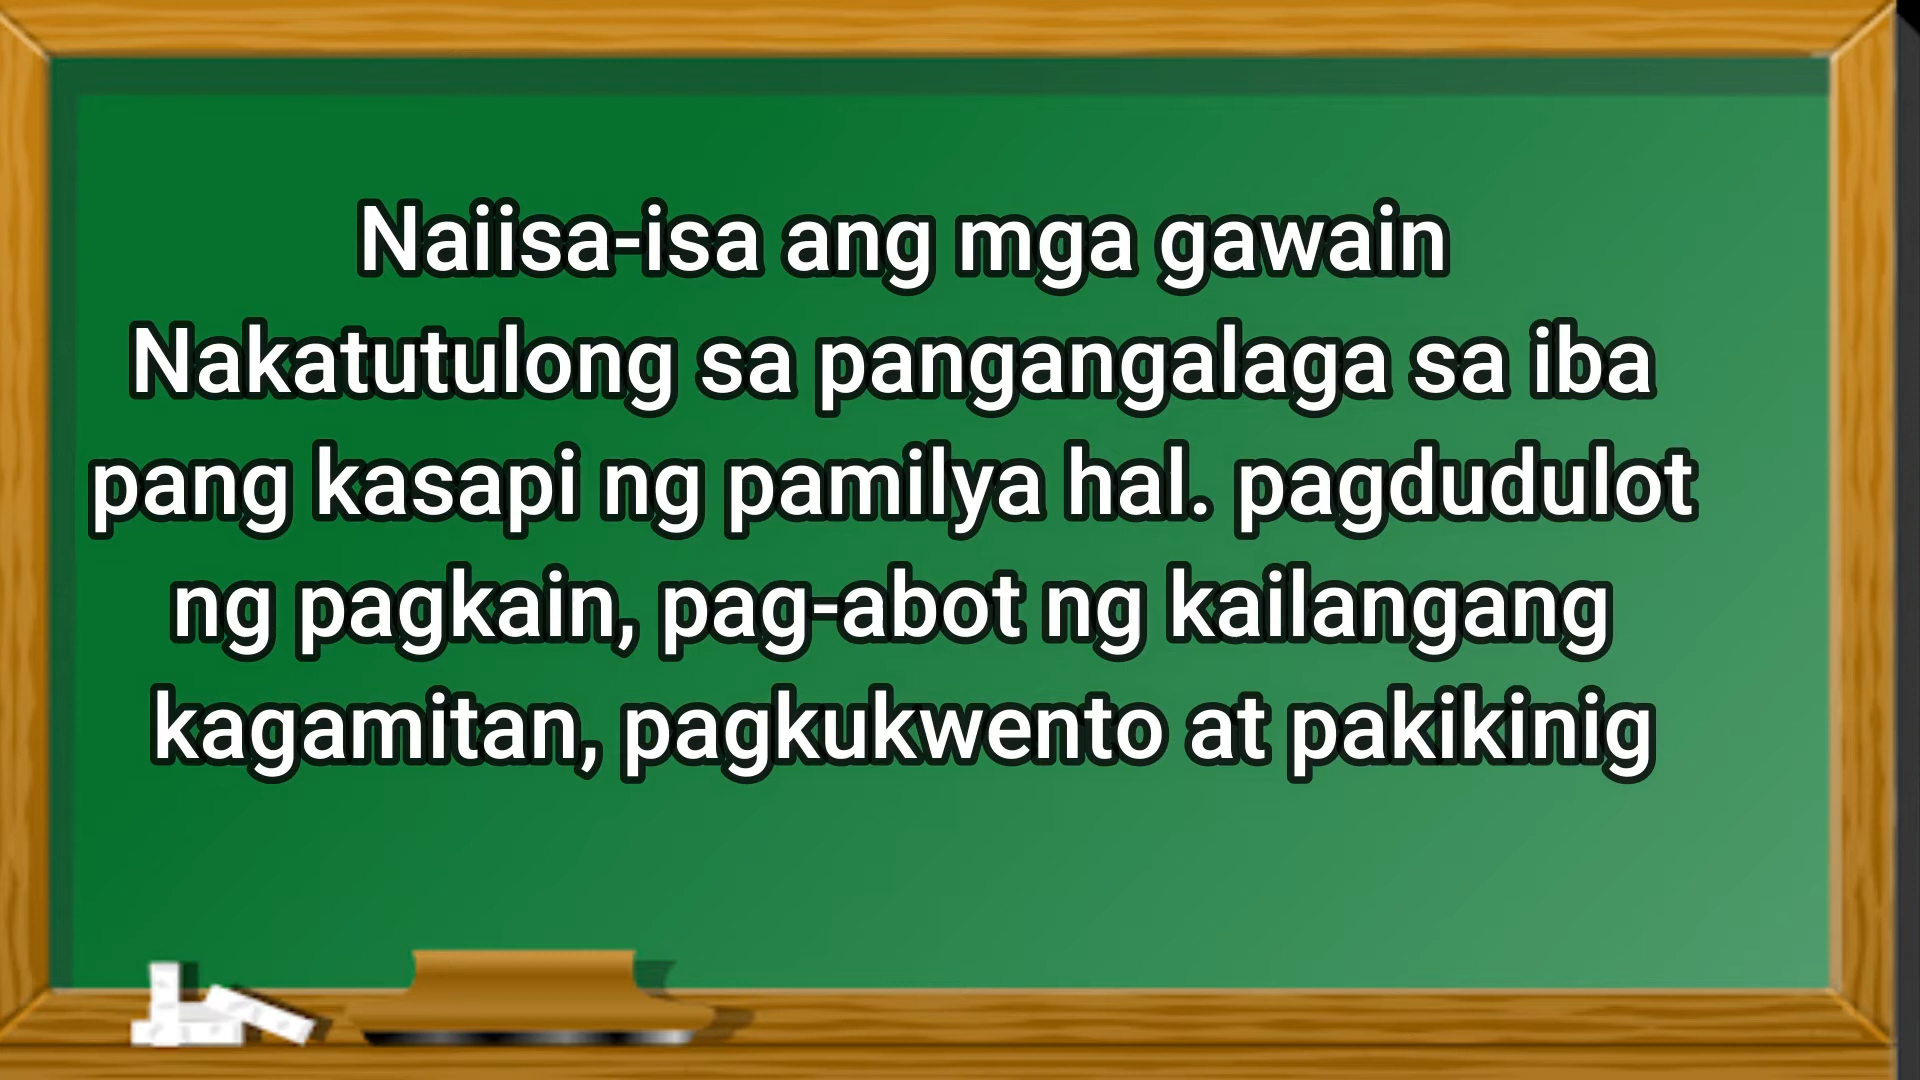 Naiisa-isa ang mga gawain
Nakatutulong sa pangangalaga sa iba
pang kasapi ng pamilya hal. pagdudulot
ng pagkain, pag-abot ng kailangang
kagamitan, pagkukwento at pakikinig